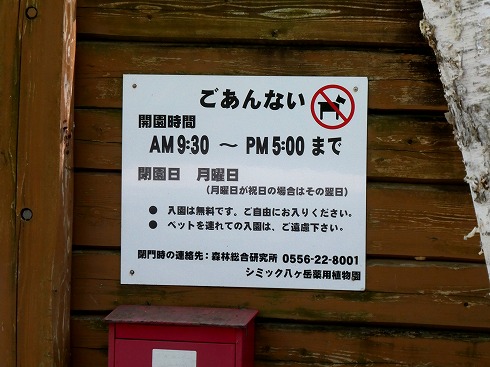 ごあんない
開園時間
AM 9:30 ～ PM 5:00 まで
閉園日 月曜日
（月曜日が祝日の場合はその翌日）
● 入園は無料です。ご自由にお入りください。
● ペットを連れての入園は、ご遠慮下さい。
閉門時の連絡先：森林総合研究所 0556-22-8001
シミック八ヶ岳薬用植物園